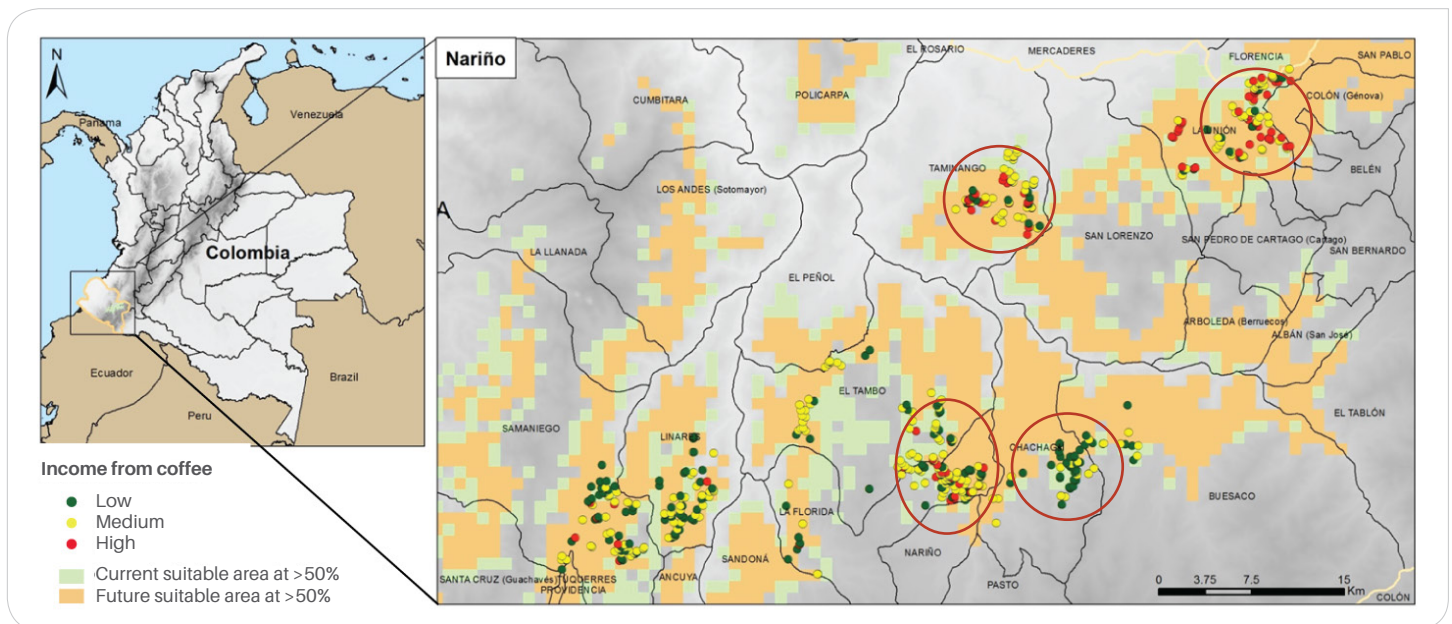 N
Panama
Venezuela
Colombia
Ecuador
Brazil
Peru
Income from coffee
Low
Medium
High
Current suitable area at >50%
Future suitable area at >50%
Nariño
EL ROSARIO
MERCADERES
FLORENCIA
SAN PABLO
CUMBITARA
POLICARPA
COLÓN (Génova)
LA UNIÓN
BELÉN
TAMINANGO
LOS ANDES (Sotomayor)
A
SAN LORENZO
SAN PEDRO DE CARTAGO (Cartago)
SAN BERNARDO
LA LLANADA
EL PEÑOL
ARBOLEDA (Berruecos)
ALBÁN (San José)
EL TAMBO
EL TABLÓN
SAMANIEGO
LINARES
CHACHAGÜI
BUESACO
LA FLORIDA
NARIÑO
SANDONÁ
SANTA CRUZ (Guachavés)
TUQUERRES
ANCUYA
PROVIDENCIA
PASTO
COLÓN
0 3.75 7.5 15
Km